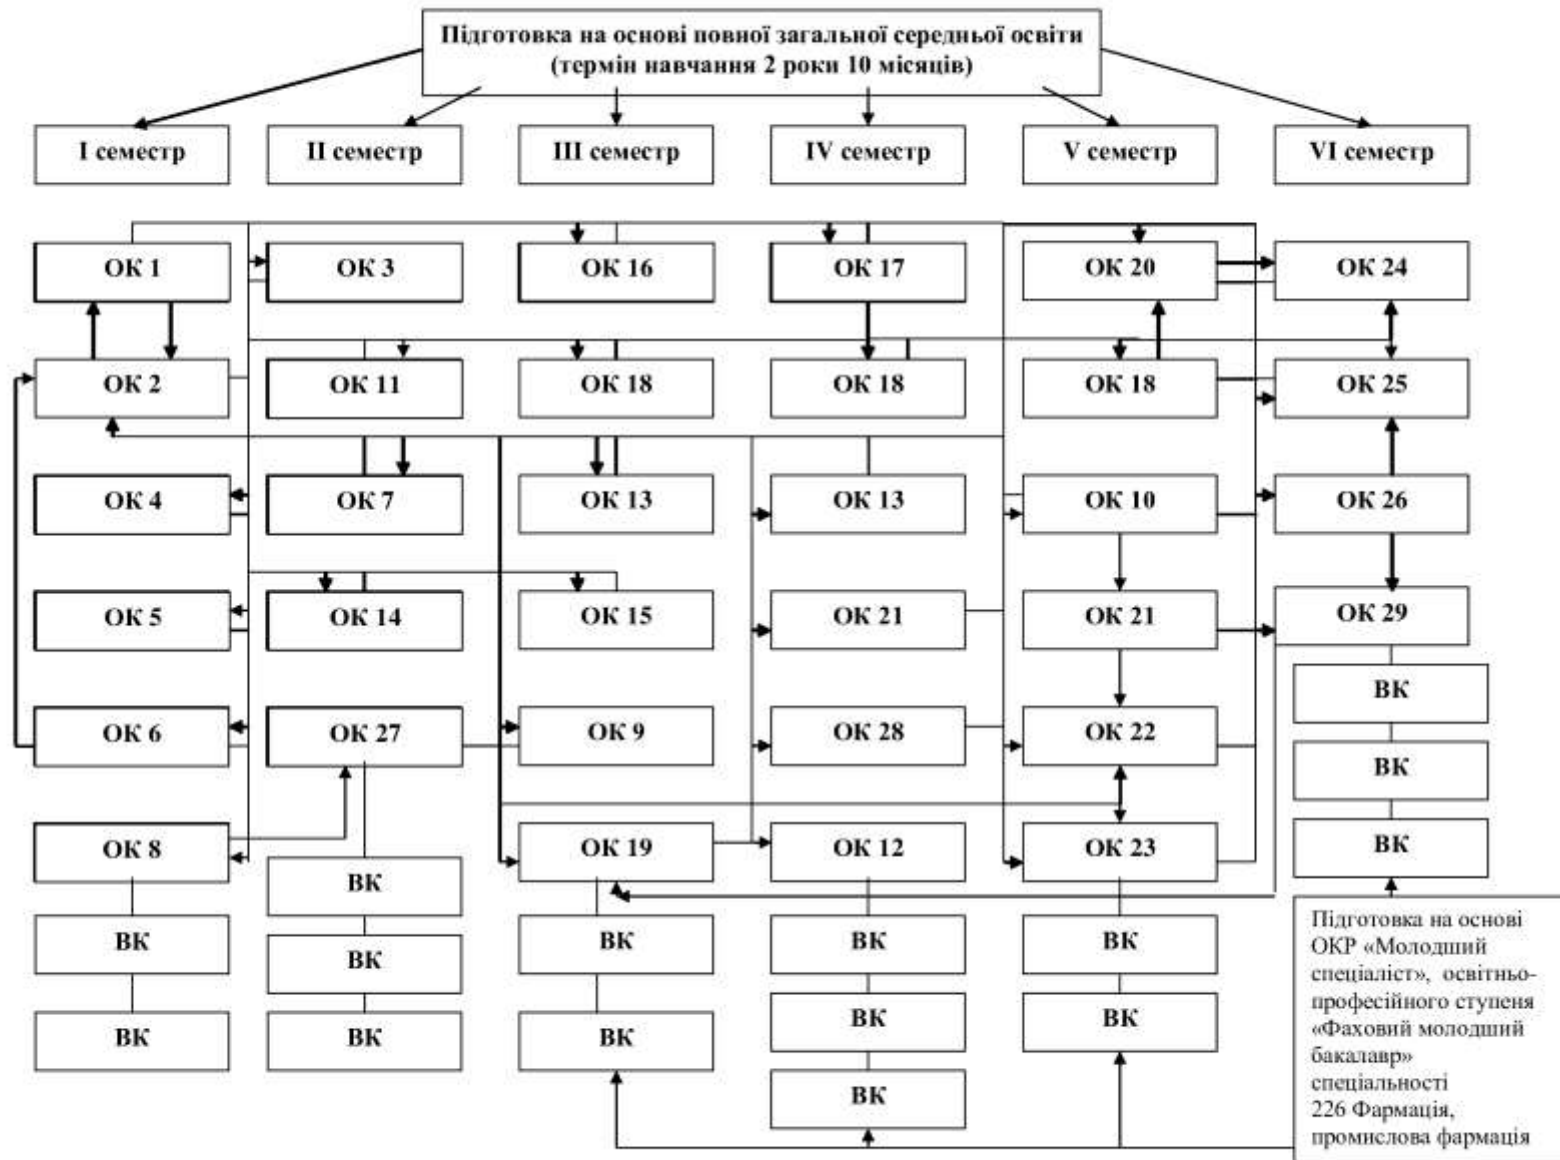 Підготовка на основі повної загальної середньої освіти
(термін навчання 2 роки 10 місяців)
I семестр
II семестр
III семестр
IV семестр
V семестр
VI семестр
ОК 1
ОК 3
ОК 16
ОК 17
ОК 20
ОК 24
ОК 2
ОК 11
ОК 18
ОК 18
ОК 18
ОК 25
ОК 4
ОК 7
ОК 13
ОК 13
ОК 10
ОК 26
ОК 5
ОК 14
ОК 15
ОК 21
ОК 21
ОК 29
ВК
ОК 6
ОК 27
ОК 9
ОК 28
ОК 22
ВК
ОК 8
ОК 19
ОК 12
ОК 23
ВК
ВК
ВК
ВК
ВК
ВК
ВК
ВК
ВК
ВК
ВК
ВК
ВК
Підготовка на основі
ОКР «Молодший
спеціаліст», освітньо-
професійного ступеня
«Фаховий молодший
бакалавр»
спеціальності
226 Фармація,
промислова фармація